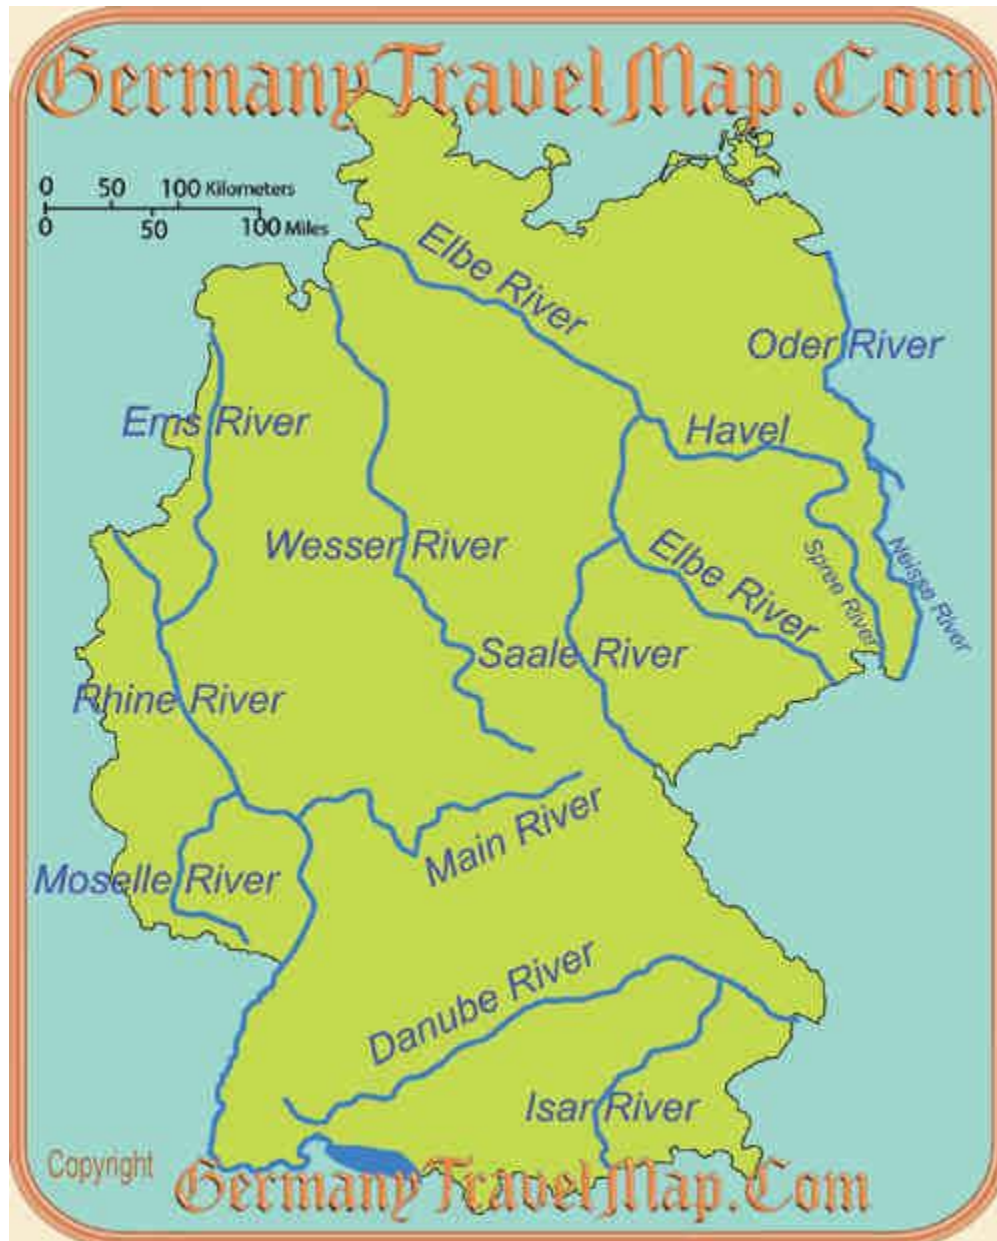 GermanyTravelMap.Com
0 50 100 Kilometers
0 50 100 Miles
Elbe River
Oder River
Ems River
Havel
Wesser River
Elbe River
Spree River
Neisse River
Saale River
Rhine River
Main River
Moselle River
Danube River
Isar River
Copyright
GermanyTravelMap.Com